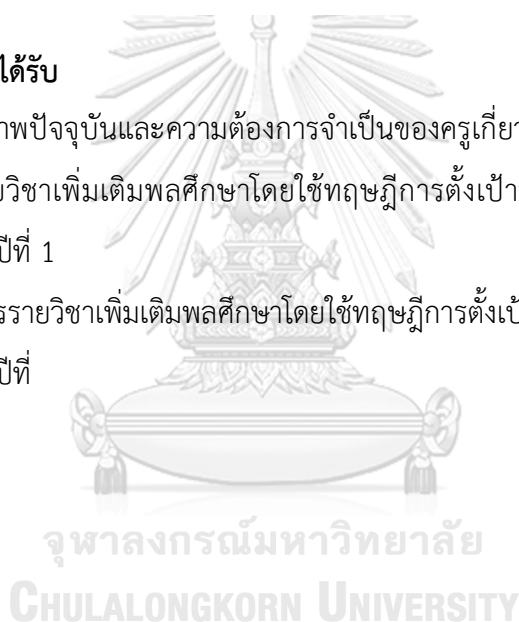 ได้รับ
าพปัจจุบันและความต้องการจำเป็นของครูเกี่ยว
ยวิชาเพิ่มเติมพลศึกษาโดยใช้ทฤษฎีการตั้งเป้า
ปีที่ 1
รรายวิชาเพิ่มเติมพลศึกษาโดยใช้ทฤษฎีการตั้งเป้
ปีที่
จุฬาลงกรณ์มหาวิทยาลัย
CHULALONGKORN UNIVERSITY